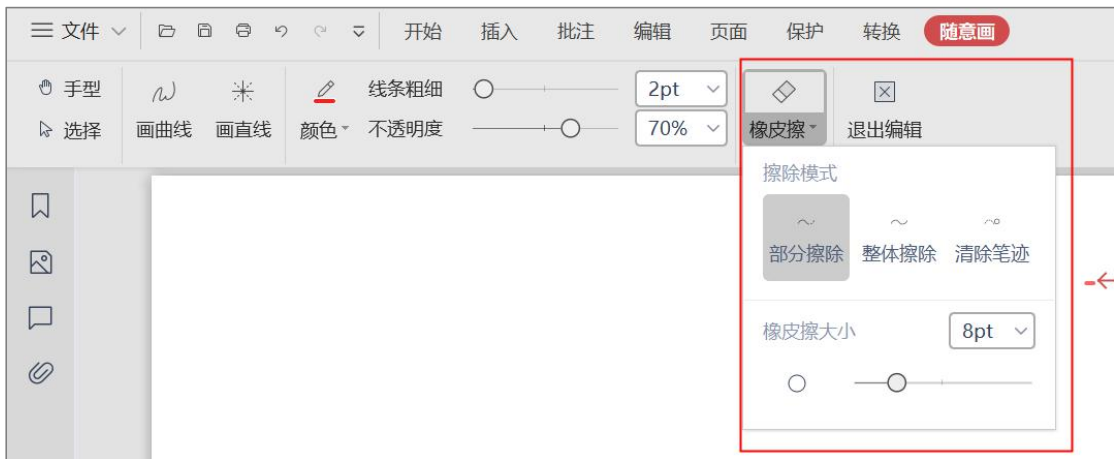 文件 开始 插入 批注 编辑 页面 保护 转换 随意画
手型 线条粗细 2pt
选择 画曲线 画直线 颜色 不透明度 70% 橡皮擦 退出编辑
擦除模式
部分擦除 整体擦除 清除笔迹
橡皮擦大小 8pt